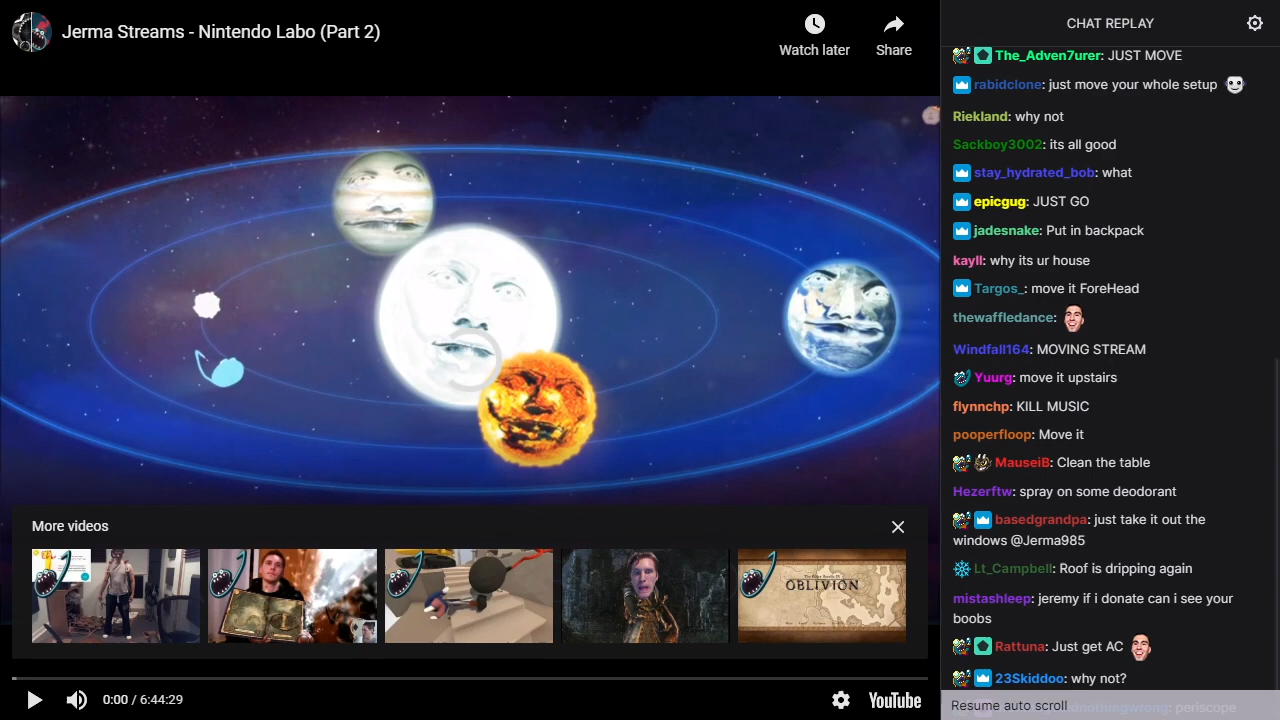 Jerma Streams - Nintendo Labo (Part 2)
Watch later
Share
More videos
OBLIVION
0:00 / 6:44:29
YouTube
CHAT REPLAY
The_Adven7urer: JUST MOVE
rabidclone: just move your whole setup
Riekland: why not
Sackboy3002: its all good
stay_hydrated_bob: what
epicgug: JUST GO
jadesnake: Put in backpack
kayll: why its ur house
Targos_: move it ForeHead
thewaffledance:
Windfall164: MOVING STREAM
Yuurg: move it upstairs
flynnchp: KILL MUSIC
pooperfloop: Move it
MauseiB: Clean the table
Hezerftw: spray on some deodorant
basedgrandpa: just take it out the
windows @Jerma985
Lt_Campbell: Roof is dripping again
mistashleep: jeremy if i donate can i see your
boobs
Rattuna: Just get AC
23Skiddoo: why not?
Resume auto scroll
periscope